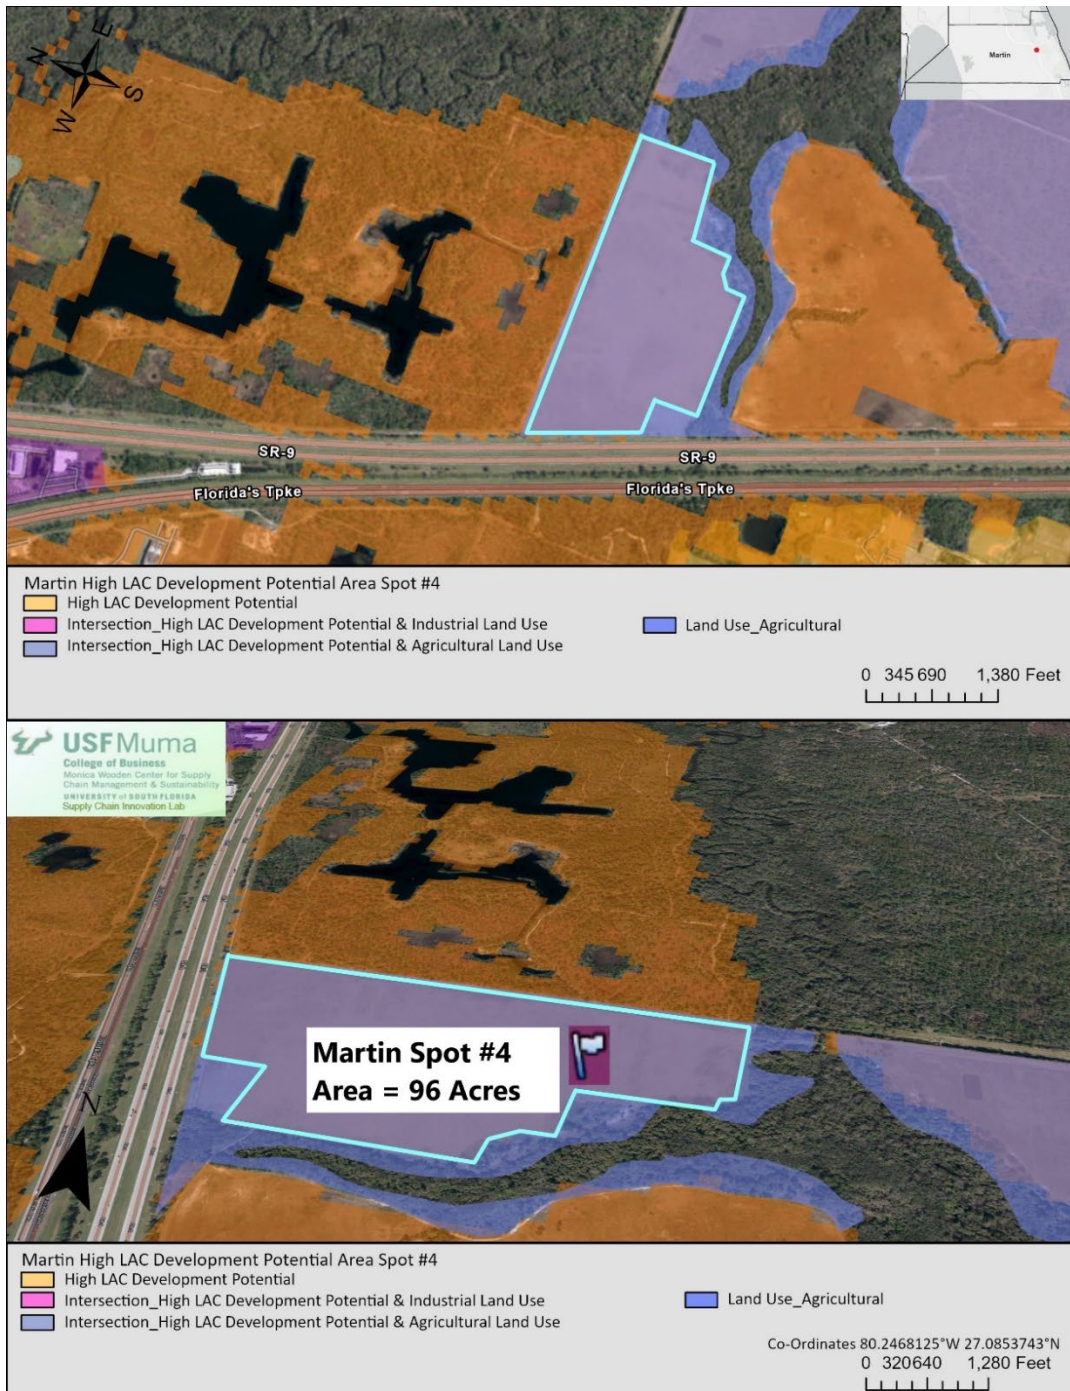 N
E
S
W
Martin
SR-9
SR-9
Florida's Tpke
Florida's Tpke
Martin High LAC Development Potential Area Spot #4
High LAC Development Potential
Intersection_High LAC Development Potential & Industrial Land Use
Land Use_Agricultural
Intersection_High LAC Development Potential & Agricultural Land Use
0 345 690 1,380 Feet
USF Muma
College of Business
Monica Wooden Center for Supply
Chain Management & Sustainability
UNIVERSITY of SOUTH FLORIDA
Supply Chain Innovation Lab
Martin Spot #4
Area = 96 Acres
N
Martin High LAC Development Potential Area Spot #4
High LAC Development Potential
Intersection_High LAC Development Potential & Industrial Land Use
Land Use_Agricultural
Intersection_High LAC Development Potential & Agricultural Land Use
Co-Ordinates 80.2468125°W 27.0853743°N
0 320640 1,280 Feet